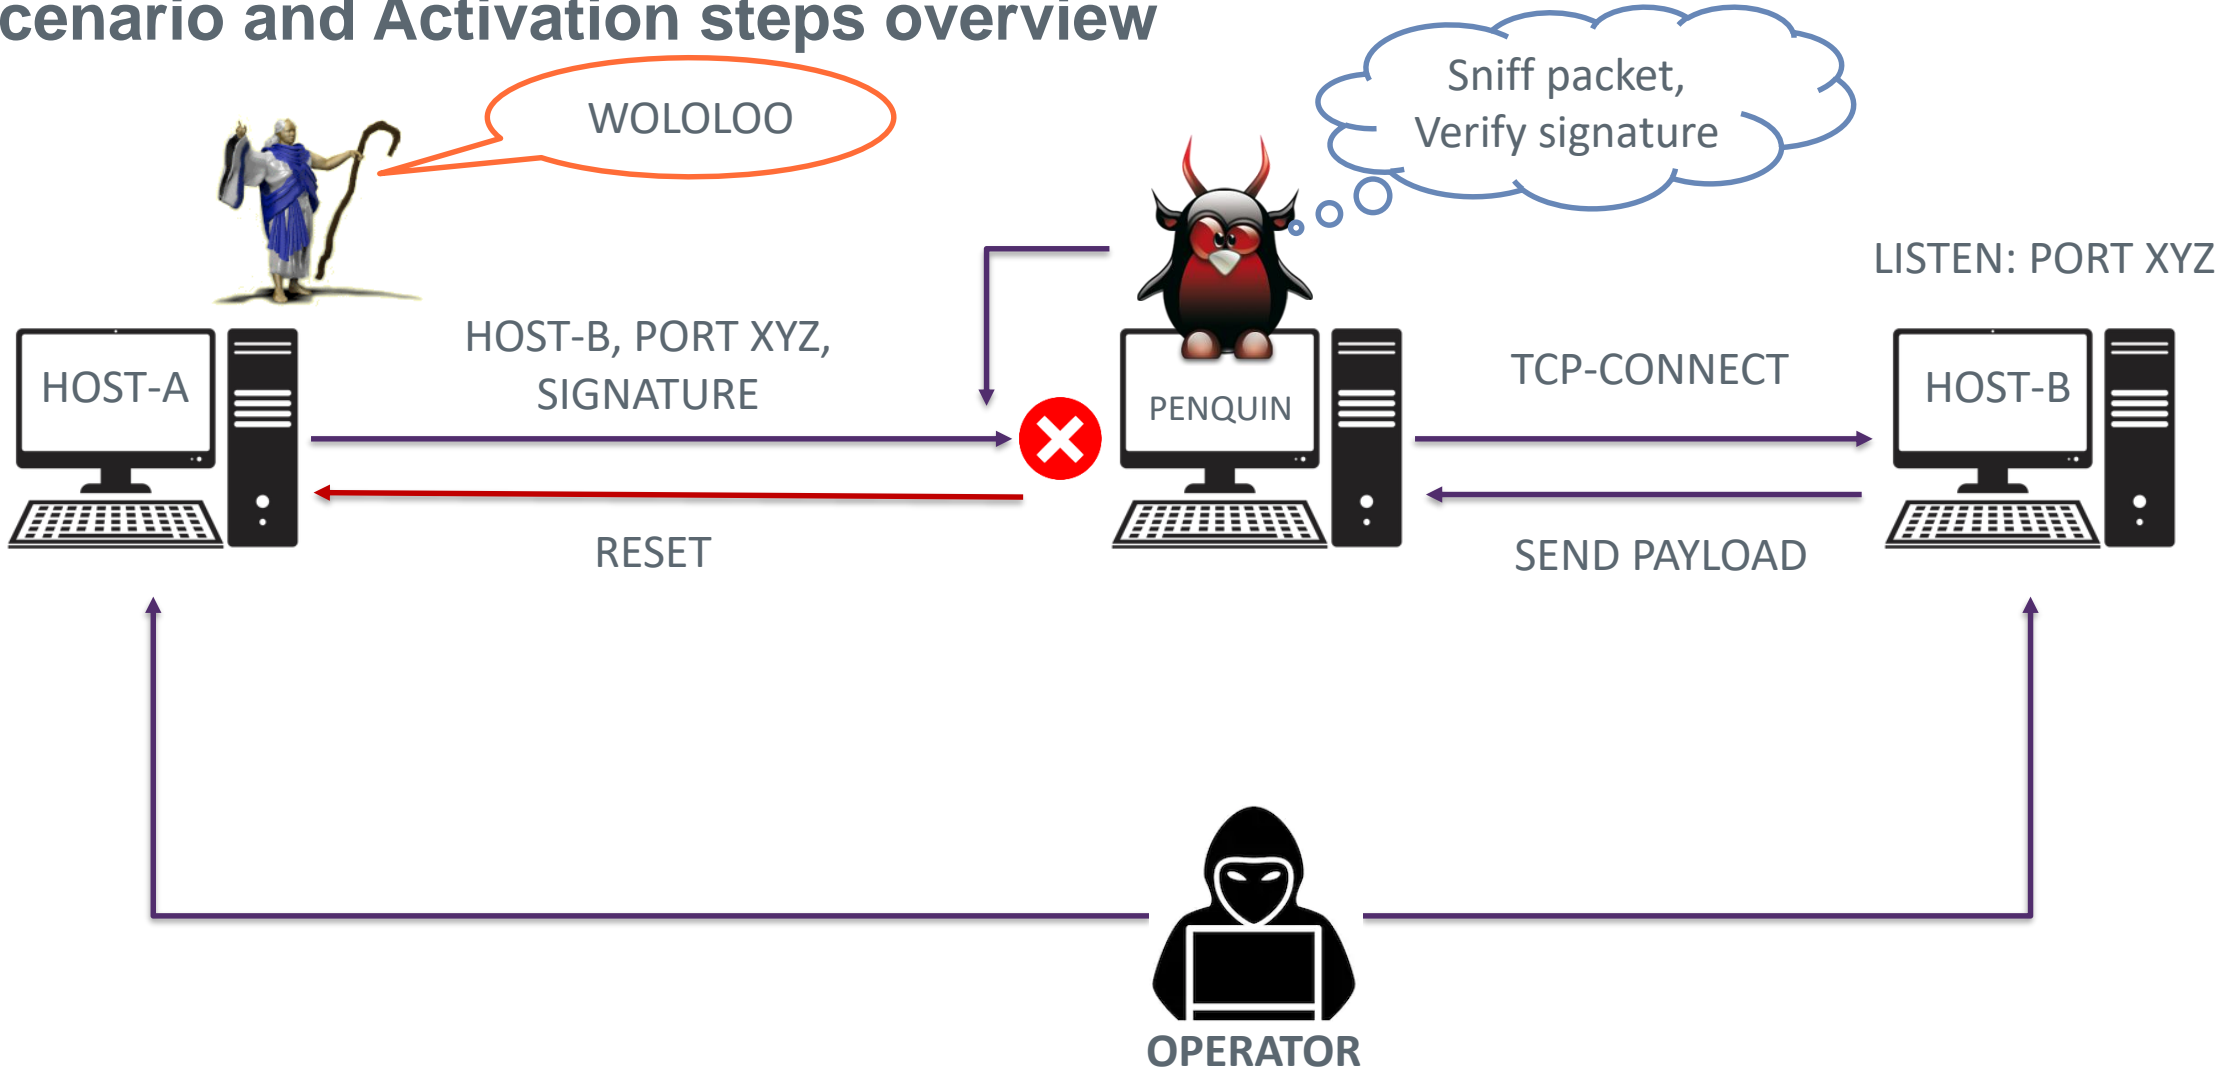 cenario and Activation steps overview
WOLOLOO
Sniff packet,
Verify signature
LISTEN: PORT XYZ
HOST-B, PORT XYZ,
SIGNATURE
HOST-A
PENQUIN
TCP-CONNECT
HOST-B
RESET
SEND PAYLOAD
OPERATOR